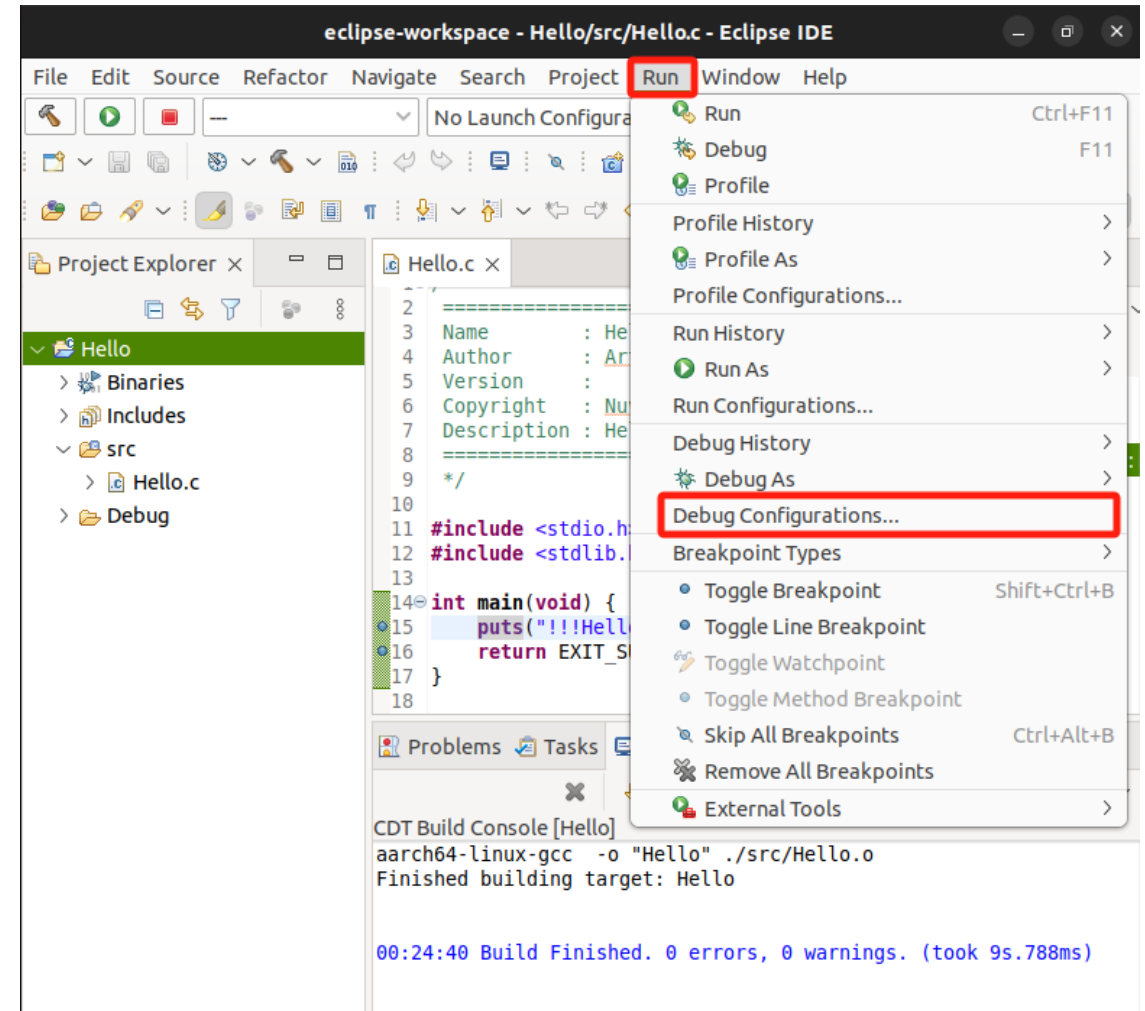 eclipse-workspace - Hello/src/Hello.c - Eclipse IDE
File Edit Source Refactor Navigate Search Project Run Window Help
---
No Launch Configura
Run Ctrl+F11
Debug F11
Profile
Profile History
Profile As
Profile Configurations...
Run History
Run As
Run Configurations...
Debug History
Debug As
Debug Configurations...
Breakpoint Types
Toggle Breakpoint Shift+Ctrl+B
Toggle Line Breakpoint
Toggle Watchpoint
Toggle Method Breakpoint
Skip All Breakpoints Ctrl+Alt+B
Remove All Breakpoints
External Tools
Project Explorer
Hello
Binaries
Includes
src
Hello.c
Debug
Hello.c
2 ====================
3 Name : He
4 Author : Ar
5 Version :
6 Copyright : Nu
7 Description : He
8 ====================
9 */
10
11 #include <stdio.h
12 #include <stdlib.
13
14 int main(void) {
15 puts("!!!Hell
16 return EXIT_S
17 }
18
Problems Tasks
CDT Build Console [Hello]
aarch64-linux-gcc -o "Hello" ./src/Hello.o
Finished building target: Hello
00:24:40 Build Finished. 0 errors, 0 warnings. (took 9s.788ms)